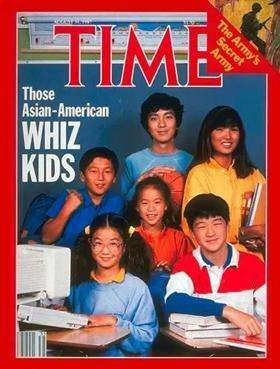 TIME
The Army's
Secret
Army
Those
Asian-American
WHIZ
KIDS